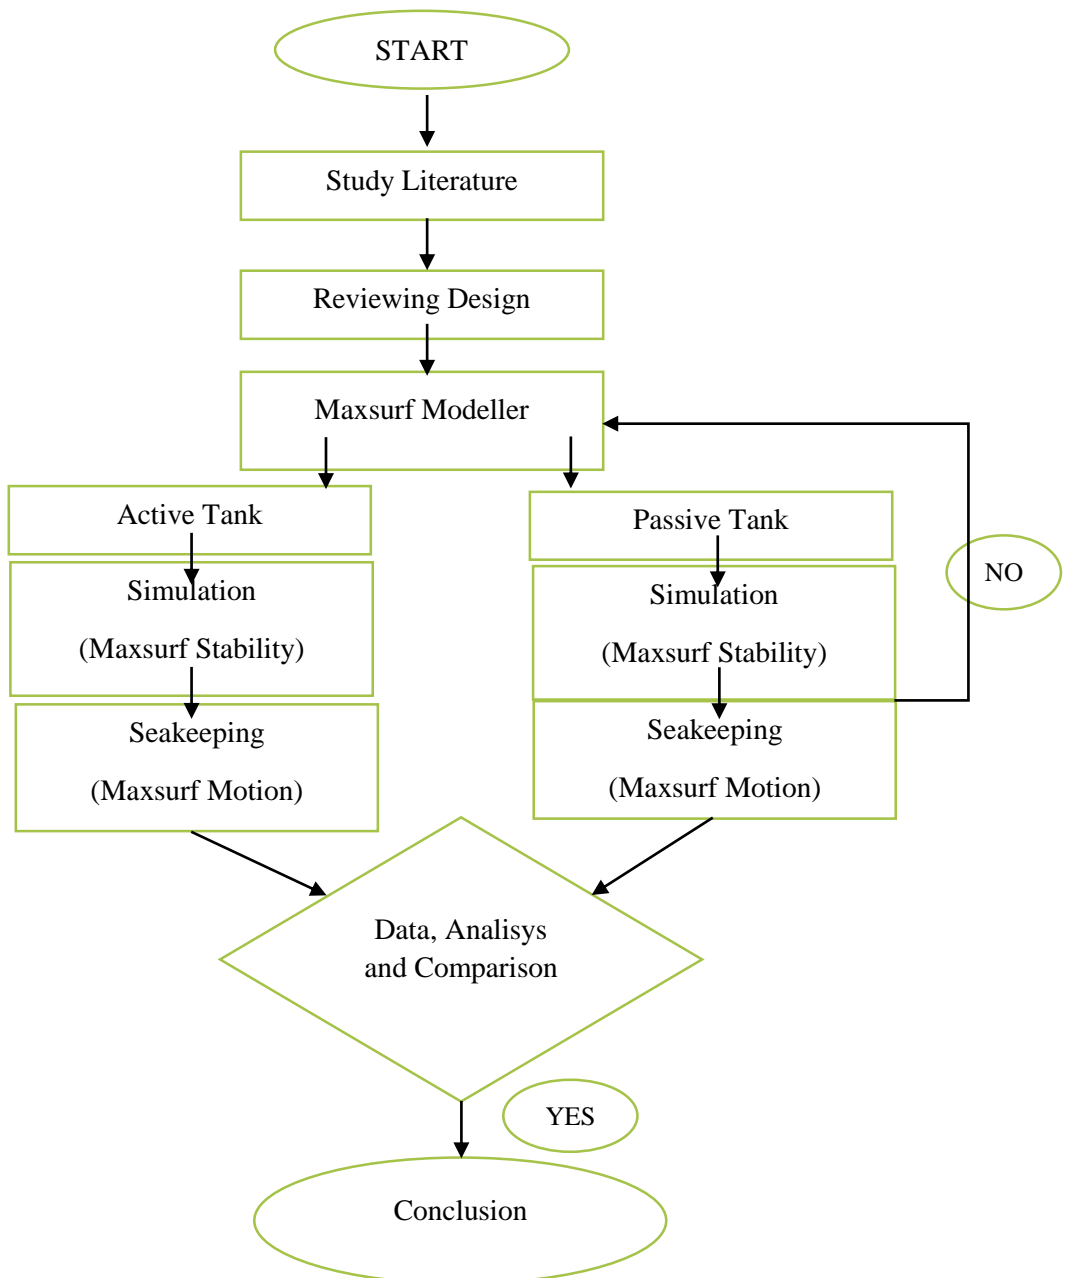 START
Study Literature
Reviewing Design
Maxsurf Modeller
Active Tank
Simulation
(Maxsurf Stability)
Seakeeping
(Maxsurf Motion)
Passive Tank
Simulation
(Maxsurf Stability)
Seakeeping
(Maxsurf Motion)
NO
Data, Analisys
and Comparison
YES
Conclusion